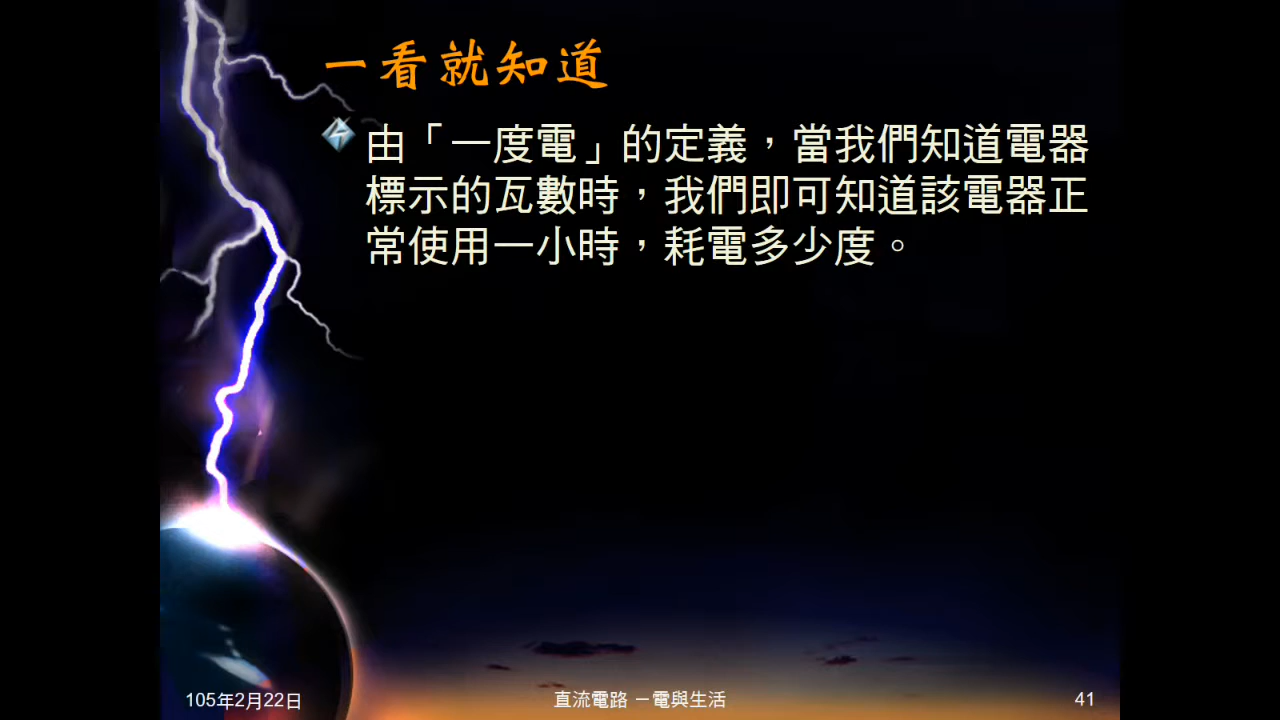 一看就知道
由「一度電」的定義，當我們知道電器
標示的瓦數時，我們即可知道該電器正
常使用一小時，耗電多少度。
105年2月22日
直流電路 －電與生活
41